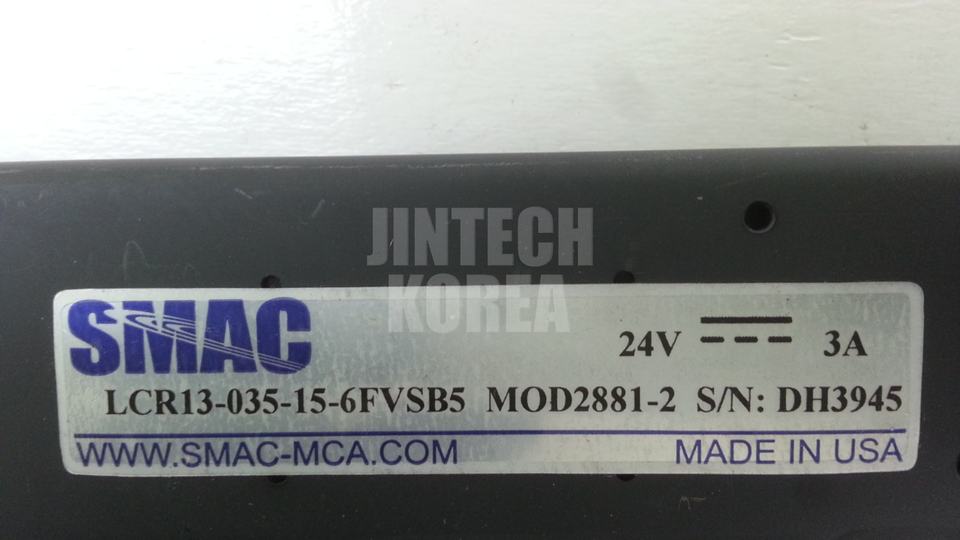 JINTECH
KOREA
SMAC
24V 3A
LCR13-035-15-6FVSB5 MOD2881-2 S/N: DH3945
WWW.SMAC-MCA.COM MADE IN USA